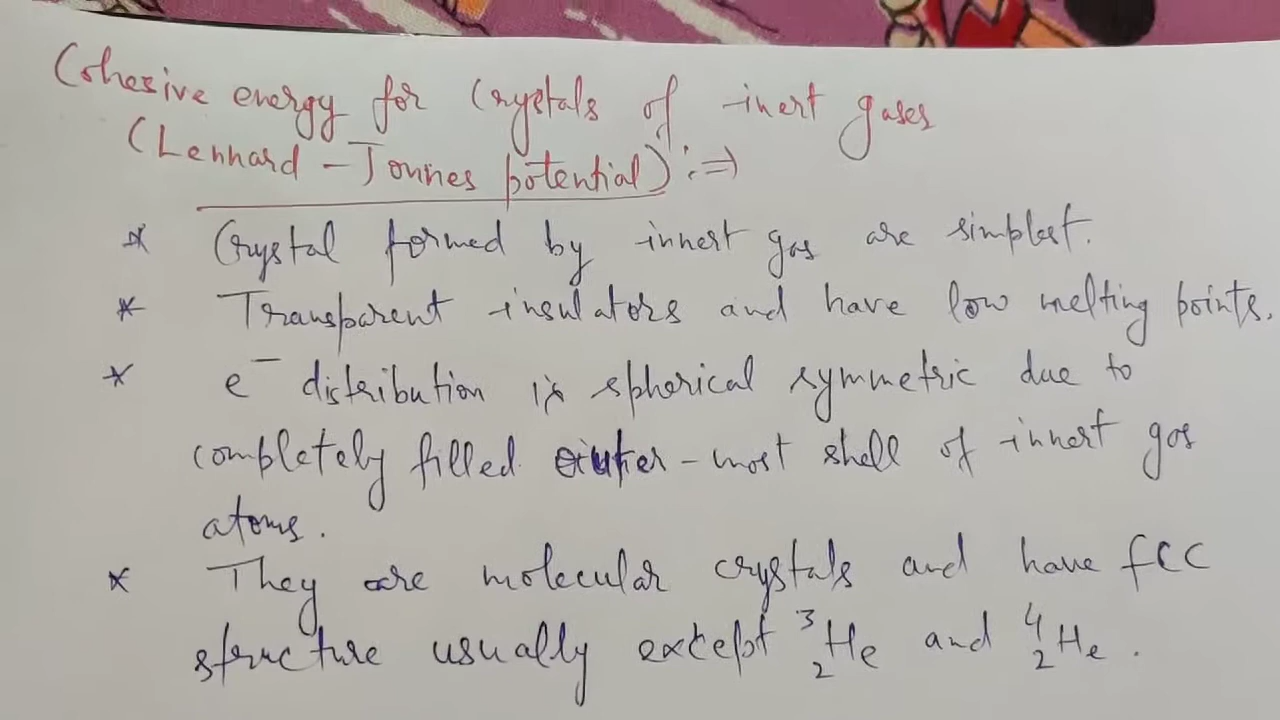 Cohesive energy for Crystals of inert gases
(Lennard-Jonnes potential):⇒
* Crystal formed by innert gas are simplest.
* Transparent insulators and have low melting points.
* e⁻ distribution is spherical symmetric due to
completely filled outer-most shell of innert gas
atoms.
* They are molecular crystals and have fCC
structure usually except ³₂He and ⁴₂He.